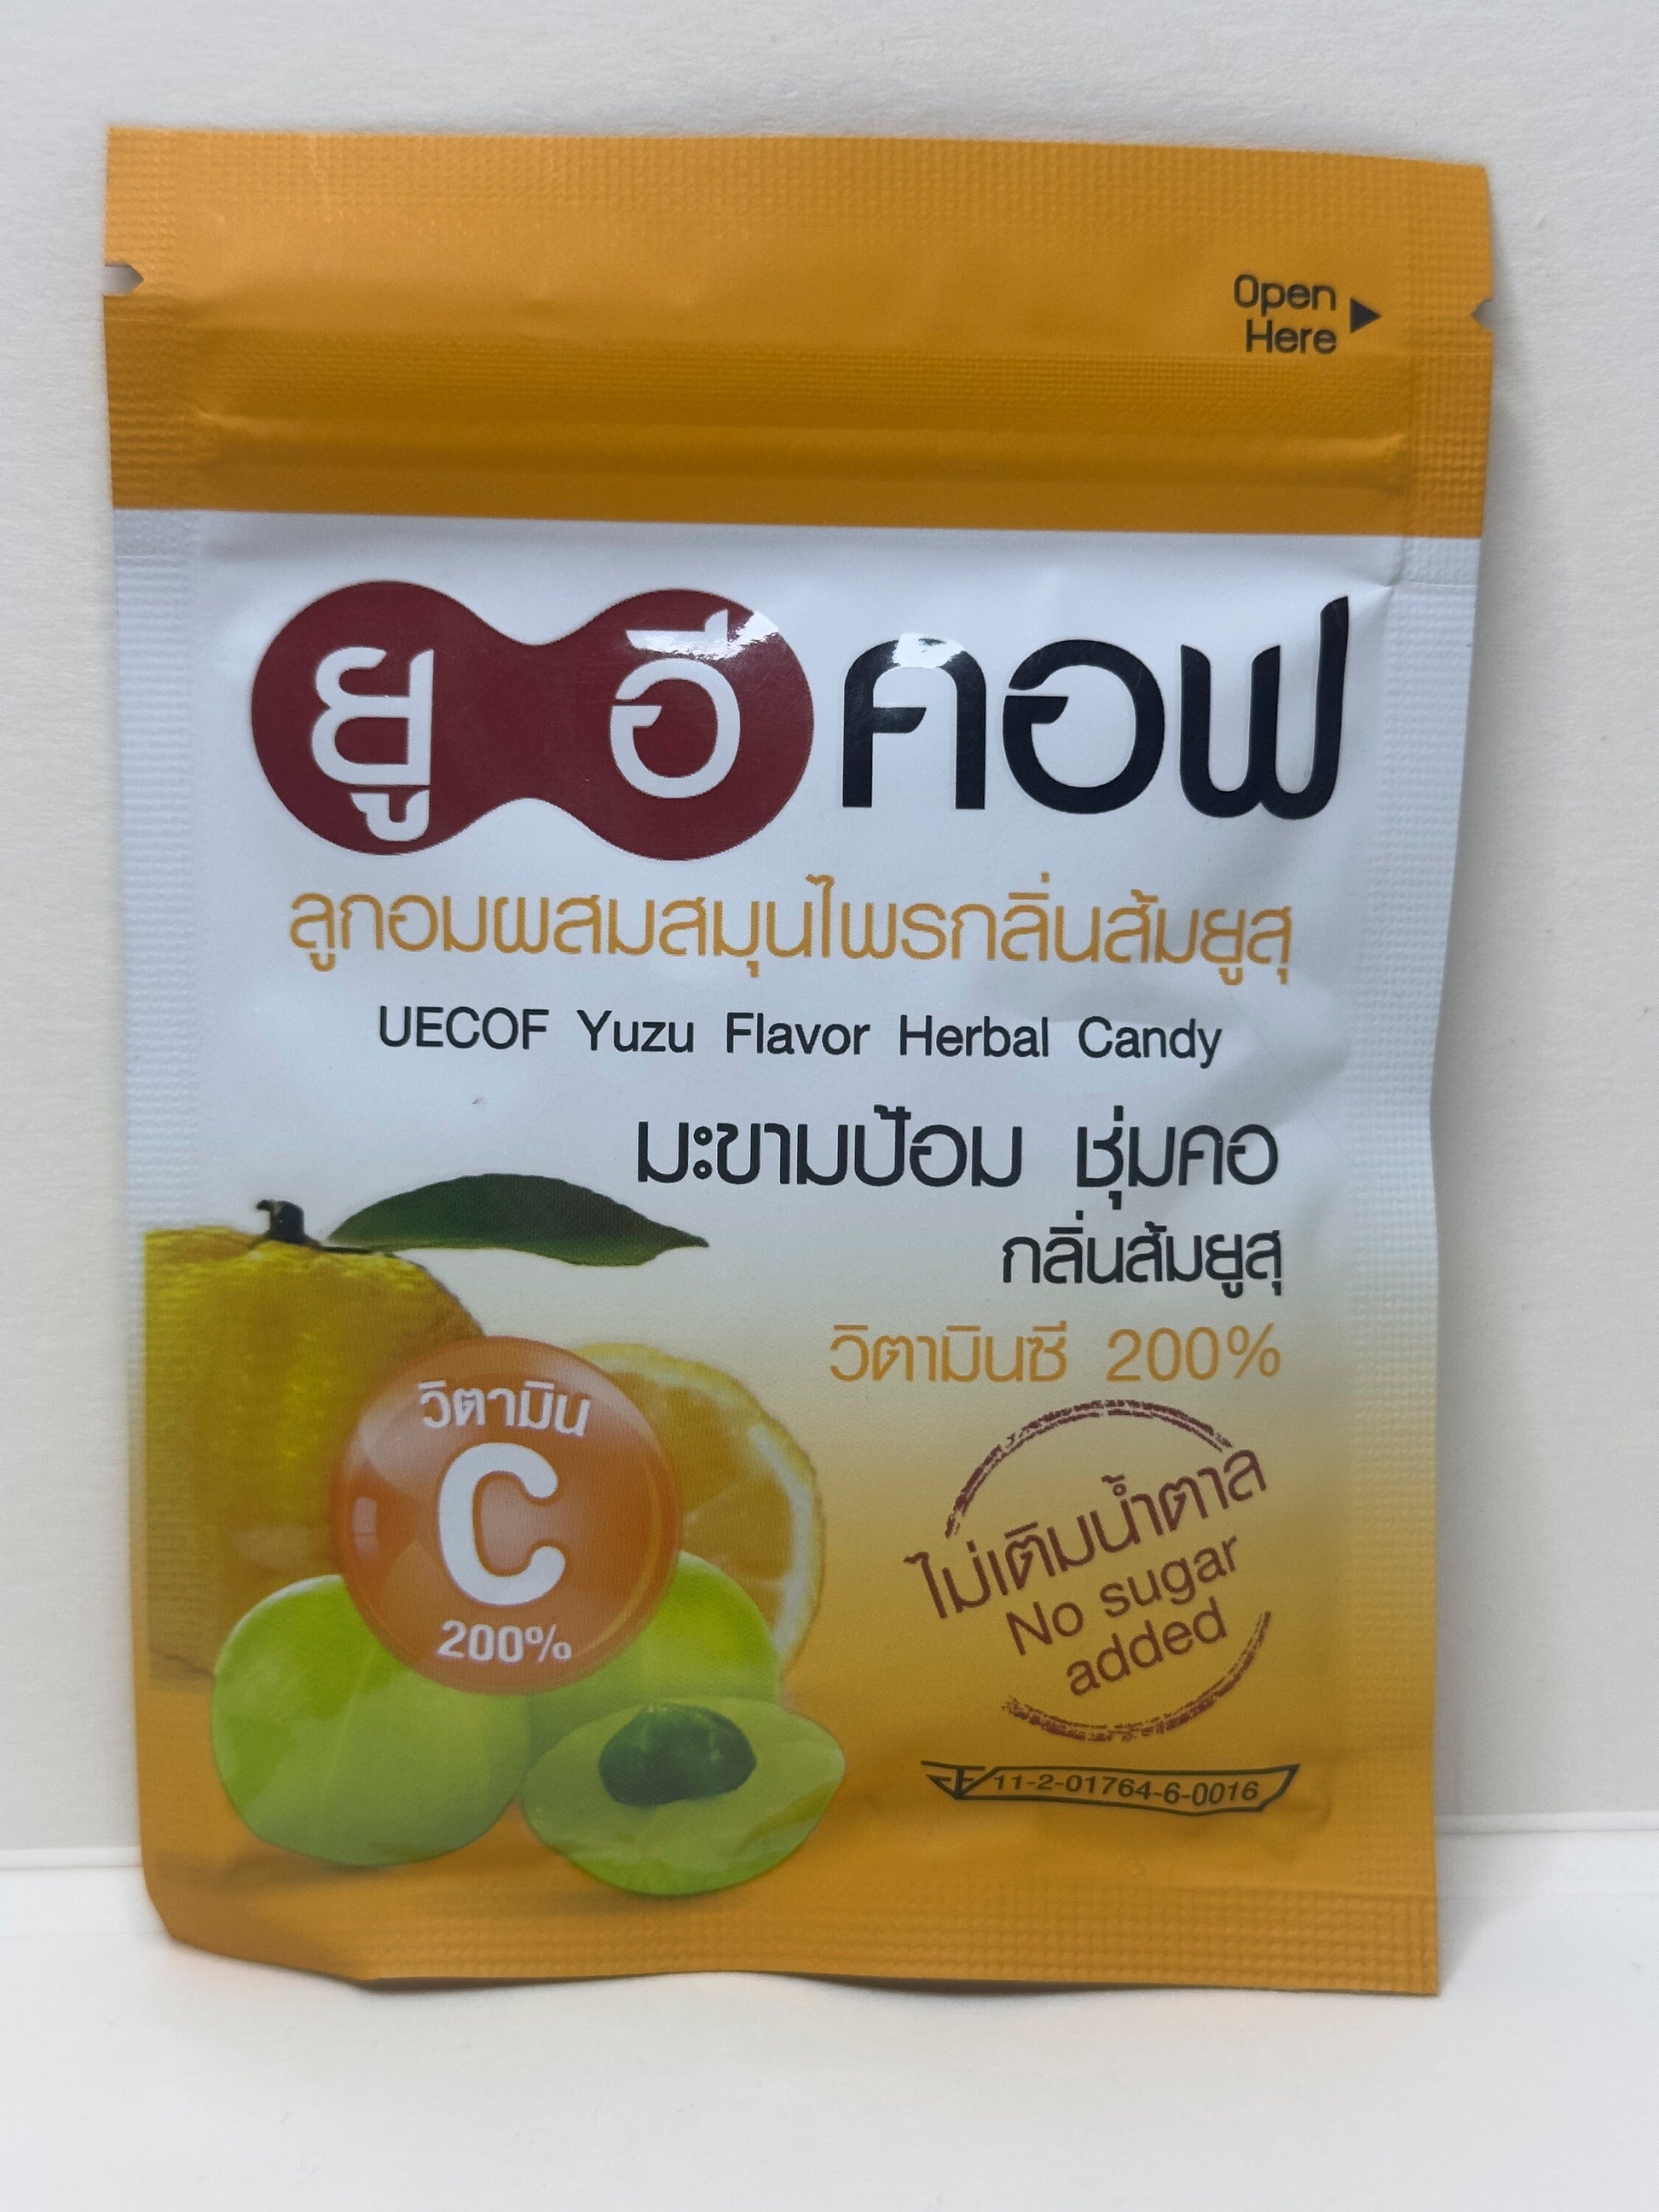 Open
Here
ยู อี คอฟ
ลูกอมผสมสมุนไพรกลิ่นส้มยูสุ
UECOF Yuzu Flavor Herbal Candy
มะขามป้อม ชุ่มคอ
กลิ่นส้มยูสุ
วิตามินซี 200%
วิตามิน
C
200%
ไม่เติมน้ำตาล
No sugar
added
11-2-01764-6-0016